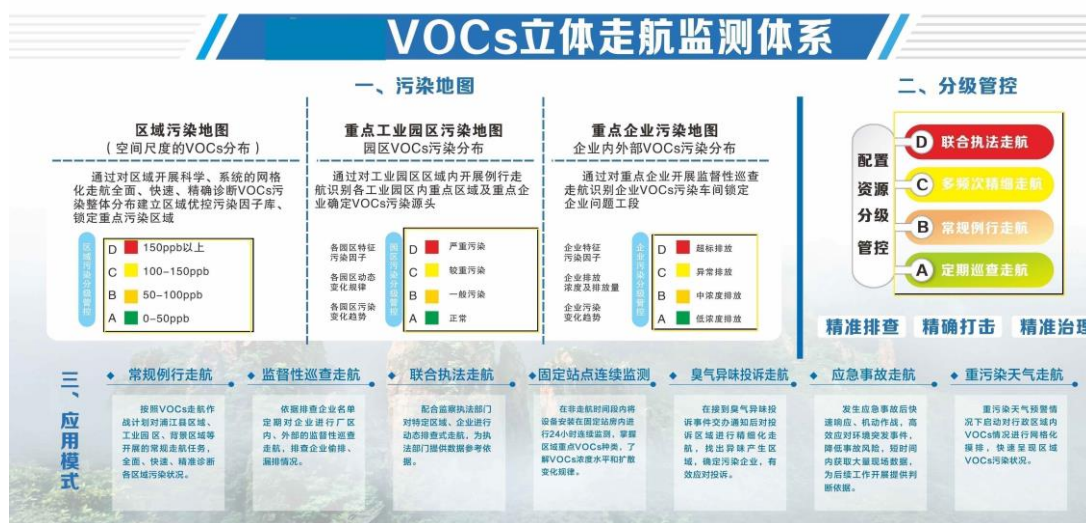 VOCs立体走航监测体系
一、污染地图
区域污染地图
（空间尺度的VOCs分布）
通过对区域开展科学、系统的网格
化走航全面、快速、精确诊断VOCs污
染整体分布建立区域优控污染因子库、
锁定重点污染区域
区域污染分级管控
D 150ppb以上
C 100-150ppb
B 50-100ppb
A 0-50ppb
重点工业园区污染地图
园区VOCs污染分布
通过对工业园区区域内开展例行走
航识别各工业园区内重点区域及重点企
业确定VOCs污染源头
各园区特征
污染因子
各园区动态
变化规律
各园区污染
变化趋势
园区污染分级管控
D 严重污染
C 较重污染
B 一般污染
A 正常
重点企业污染地图
企业内外部VOCs污染分布
通过对重点企业开展监督性巡查
走航识别企业VOCs污染车间锁定
企业问题工段
企业特征
污染因子
企业排放
浓度及排放量
企业污染
变化趋势
企业污染分级管控
D 超标排放
C 异常排放
B 中浓度排放
A 低浓度排放
二、分级管控
配置
资源
分级
管控
D 联合执法走航
C 多频次精细走航
B 常规例行走航
A 定期巡查走航
精准排查 精确打击 精准治理
三、应用模式
常规例行走航
按照VOCs走航作
战计划对浦江县区域、
工业园区、背景区域等
开展的常规走航任务，
全面、快速、精准诊断
各区域污染状况。
监督性巡查走航
依据排查企业名单
定期对企业进行厂区
内、外部的监督性巡查
走航，排查企业偷排、
漏排情况。
联合执法走航
配合监察执法部门
对特定区域、企业进行
动态排查式走航，为执
法部门提供数据参考依
据。
固定站点连续监测
在非走航时间段内将
设备安装在固定站房内进
行24小时连续监测，掌握
区域重点VOCs种类，了
解VOCs浓度水平和扩散
变化规律。
臭气异味投诉走航
在接到臭气异味投
诉事件交办通知后对投
诉区域进行精细化走
航，找出异味产生区
域，确定污染企业，有
效应对投诉。
应急事故走航
发生应急事故后快
速响应、机动作战，高
效应对环境突发事件，
降低事故风险，短时间
内获取大量现场数据，
为后续工作开展提供判
断依据。
重污染天气走航
重污染天气预警情
况下启动对行政区域内
VOCs情况进行网格化
摸排，快速呈现区域
VOCs污染状况。